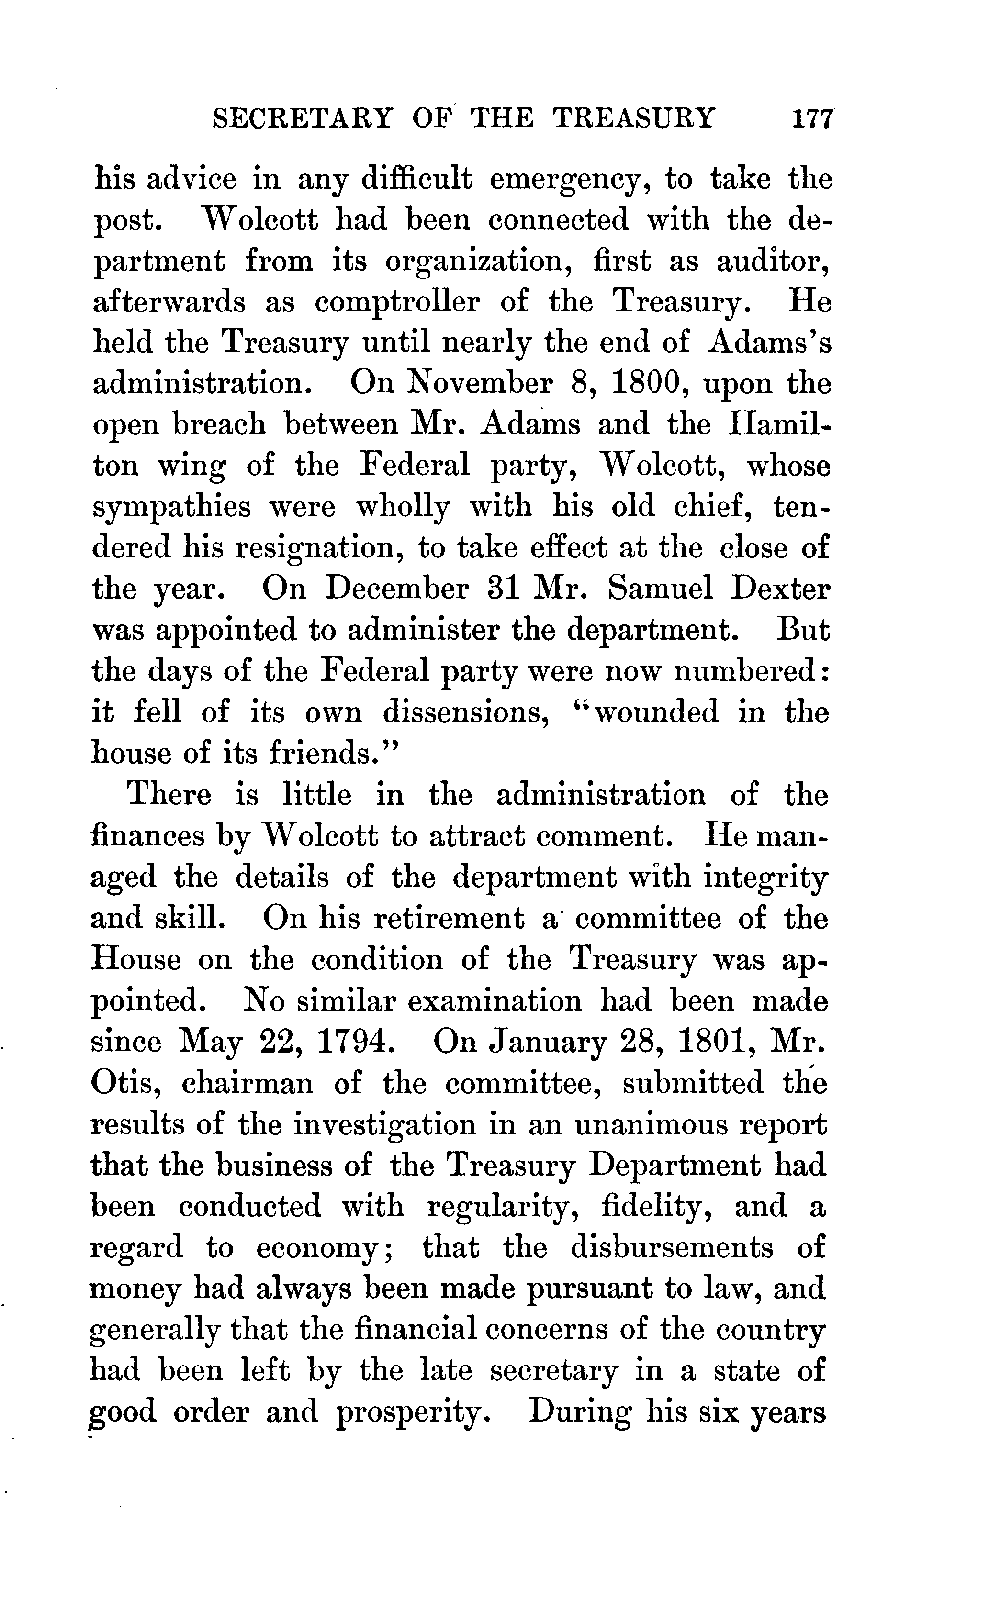 SECRETARY OF THE TREASURY 177
his advice in any difficult emergency, to take the
post. Wolcott had been connected with the de-
partment from its organization, first as auditor,
afterwards as comptroller of the Treasury. He
held the Treasury until nearly the end of Adams's
administration. On November 8, 1800, upon the
open breach between Mr. Adams and the Hamil-
ton wing of the Federal party, Wolcott, whose
sympathies were wholly with his old chief, ten-
dered his resignation, to take effect at the close of
the year. On December 31 Mr. Samuel Dexter
was appointed to administer the department. But
the days of the Federal party were now numbered:
it fell of its own dissensions, "wounded in the
house of its friends."
There is little in the administration of the
finances by Wolcott to attract comment. He man-
aged the details of the department with integrity
and skill. On his retirement a committee of the
House on the condition of the Treasury was ap-
pointed. No similar examination had been made
since May 22, 1794. On January 28, 1801, Mr.
Otis, chairman of the committee, submitted the
results of the investigation in an unanimous report
that the business of the Treasury Department had
been conducted with regularity, fidelity, and a
regard to economy; that the disbursements of
money had always been made pursuant to law, and
generally that the financial concerns of the country
had been left by the late secretary in a state of
good order and prosperity. During his six years